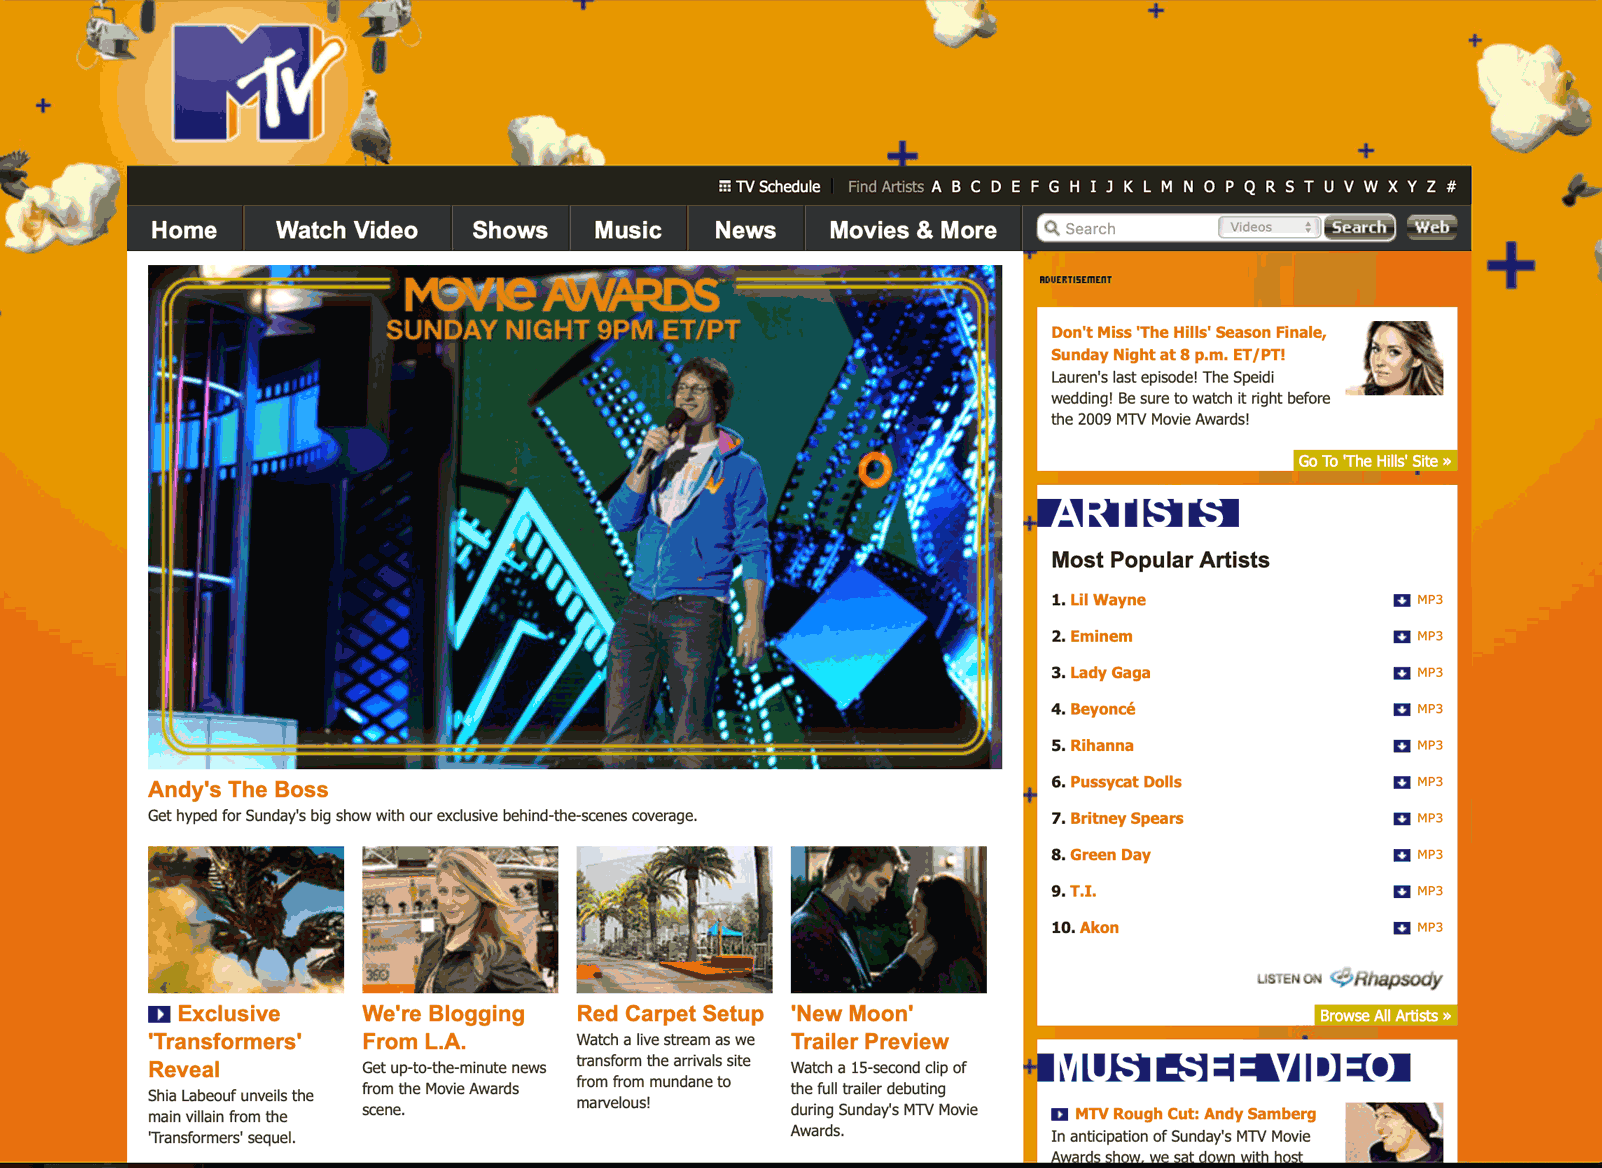 MTV
TV Schedule
Find Artists A B C D E F G H I J K L M N O P Q R S T U V W X Y Z #
Home Watch Video Shows Music News Movies & More
Search Videos Search Web
MOVIE AWARDS
SUNDAY NIGHT 9PM ET/PT
Andy's The Boss
Get hyped for Sunday's big show with our exclusive behind-the-scenes coverage.
Exclusive
'Transformers'
Reveal
Shia Labeouf unveils the
main villain from the
'Transformers' sequel.
360
We're Blogging
From L.A.
Get up-to-the-minute news
from the Movie Awards
scene.
Red Carpet Setup
Watch a live stream as we
transform the arrivals site
from from mundane to
marvelous!
'New Moon'
Trailer Preview
Watch a 15-second clip of
the full trailer debuting
during Sunday's MTV Movie
Awards.
ADVERTISEMENT
Don't Miss 'The Hills' Season Finale,
Sunday Night at 8 p.m. ET/PT!
Lauren's last episode! The Speidi
wedding! Be sure to watch it right before
the 2009 MTV Movie Awards!
Go To 'The Hills' Site »
ARTISTS
Most Popular Artists
1. Lil Wayne MP3
2. Eminem MP3
3. Lady Gaga MP3
4. Beyoncé MP3
5. Rihanna MP3
6. Pussycat Dolls MP3
7. Britney Spears MP3
8. Green Day MP3
9. T.I. MP3
10. Akon MP3
LISTEN ON Rhapsody
Browse All Artists »
MUST-SEE VIDEO
MTV Rough Cut: Andy Samberg
In anticipation of Sunday's MTV Movie
Awards show, we sat down with host